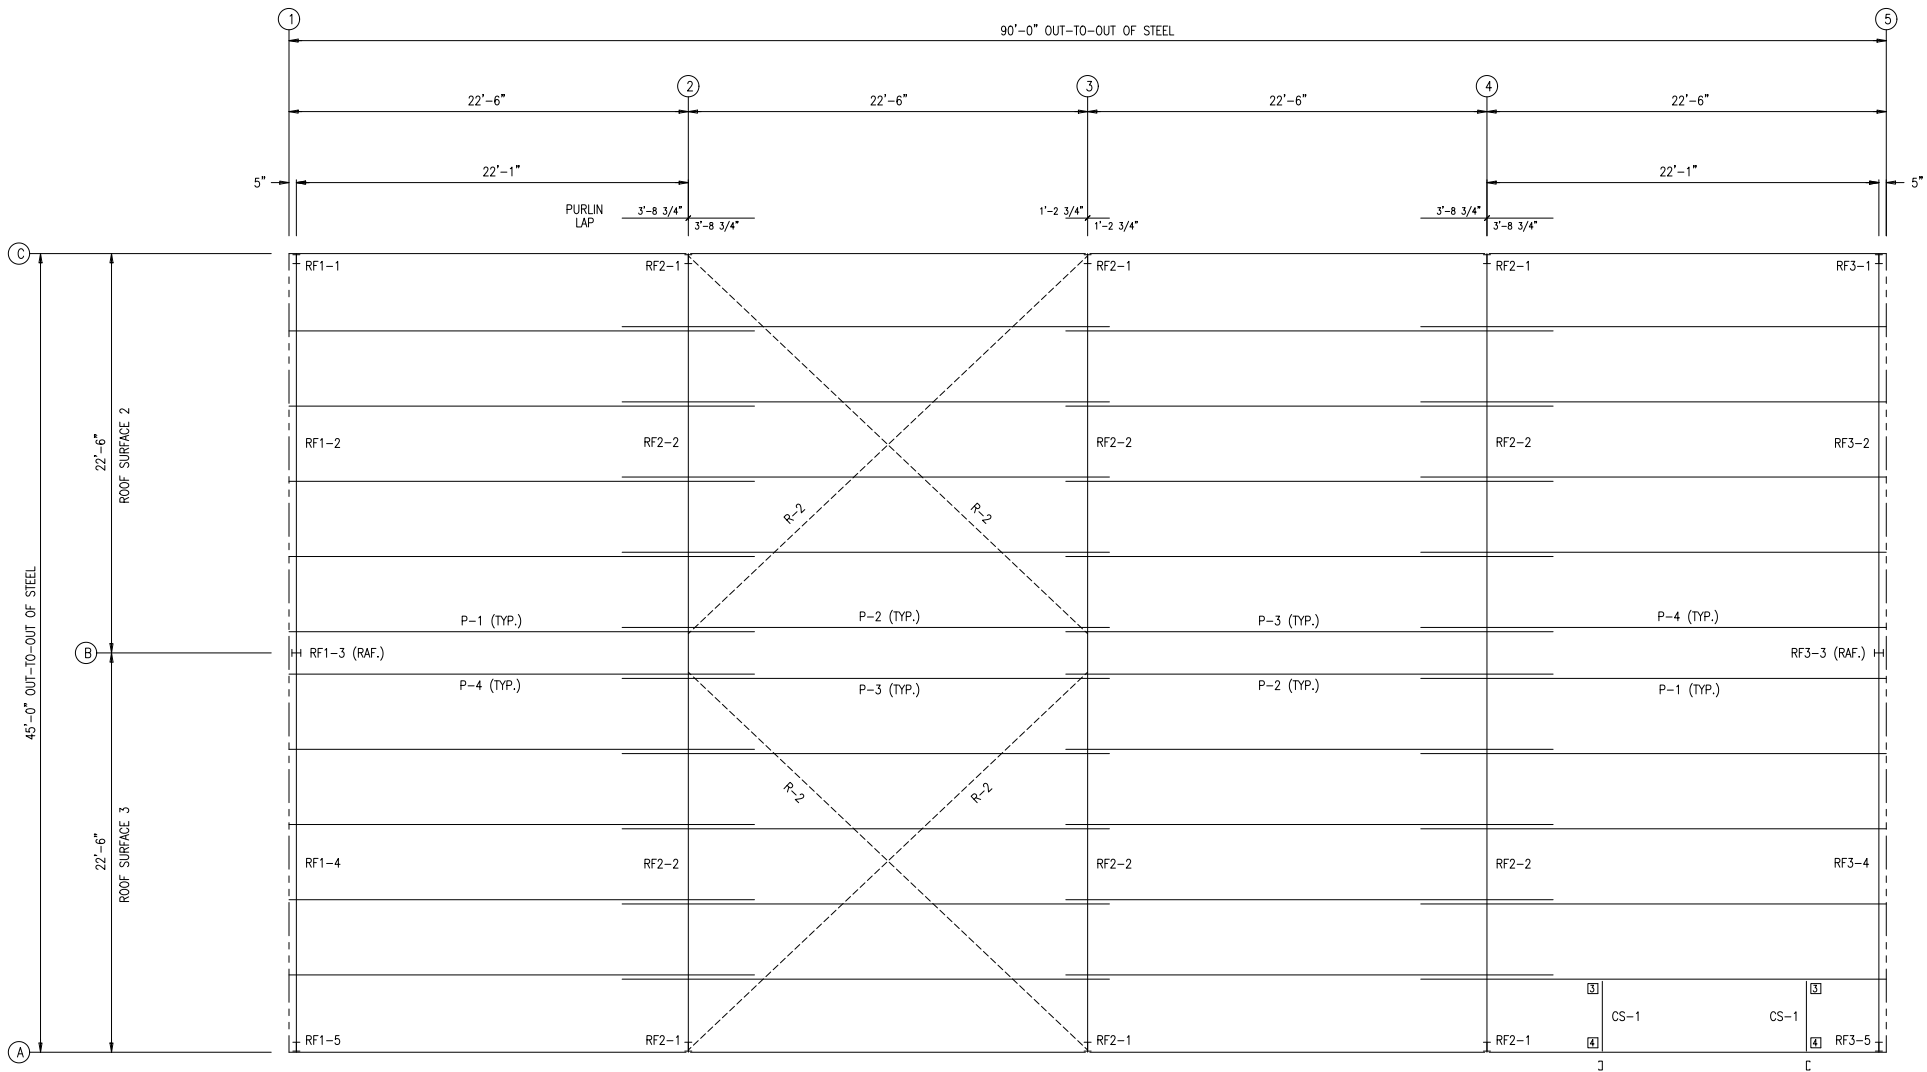 1
5
90'-0" OUT-TO-OUT OF STEEL
2
3
4
22'-6"
22'-6"
22'-6"
22'-6"
5"
22'-1"
22'-1"
5"
PURLIN
LAP
3'-8 3/4"
3'-8 3/4"
1'-2 3/4"
1'-2 3/4"
3'-8 3/4"
3'-8 3/4"
C
RF1-1
RF2-1
RF2-1
RF2-1
RF3-1
22'-6"
ROOF SURFACE 2
RF1-2
RF2-2
RF2-2
RF2-2
RF3-2
R-2
R-2
45'-0" OUT-TO-OUT OF STEEL
P-1 (TYP.)
P-2 (TYP.)
P-3 (TYP.)
P-4 (TYP.)
B
RF1-3 (RAF.)
RF3-3 (RAF.)
P-4 (TYP.)
P-3 (TYP.)
P-2 (TYP.)
P-1 (TYP.)
R-2
R-2
22'-6"
ROOF SURFACE 3
RF1-4
RF2-2
RF2-2
RF2-2
RF3-4
3
3
CS-1
CS-1
A
RF1-5
RF2-1
RF2-1
RF2-1
4
4
RF3-5